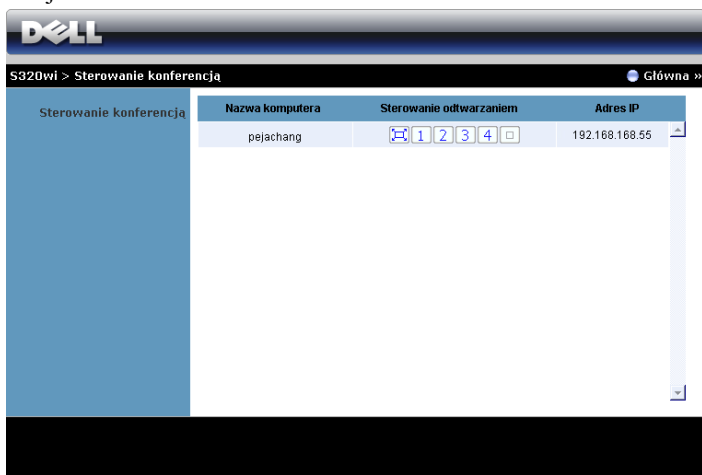 DELL
S320wi > Sterowanie konferencją
Główna »
Sterowanie konferencją
Nazwa komputera Sterowanie odtwarzaniem Adres IP
pejachang 1 2 3 4 192.168.168.55